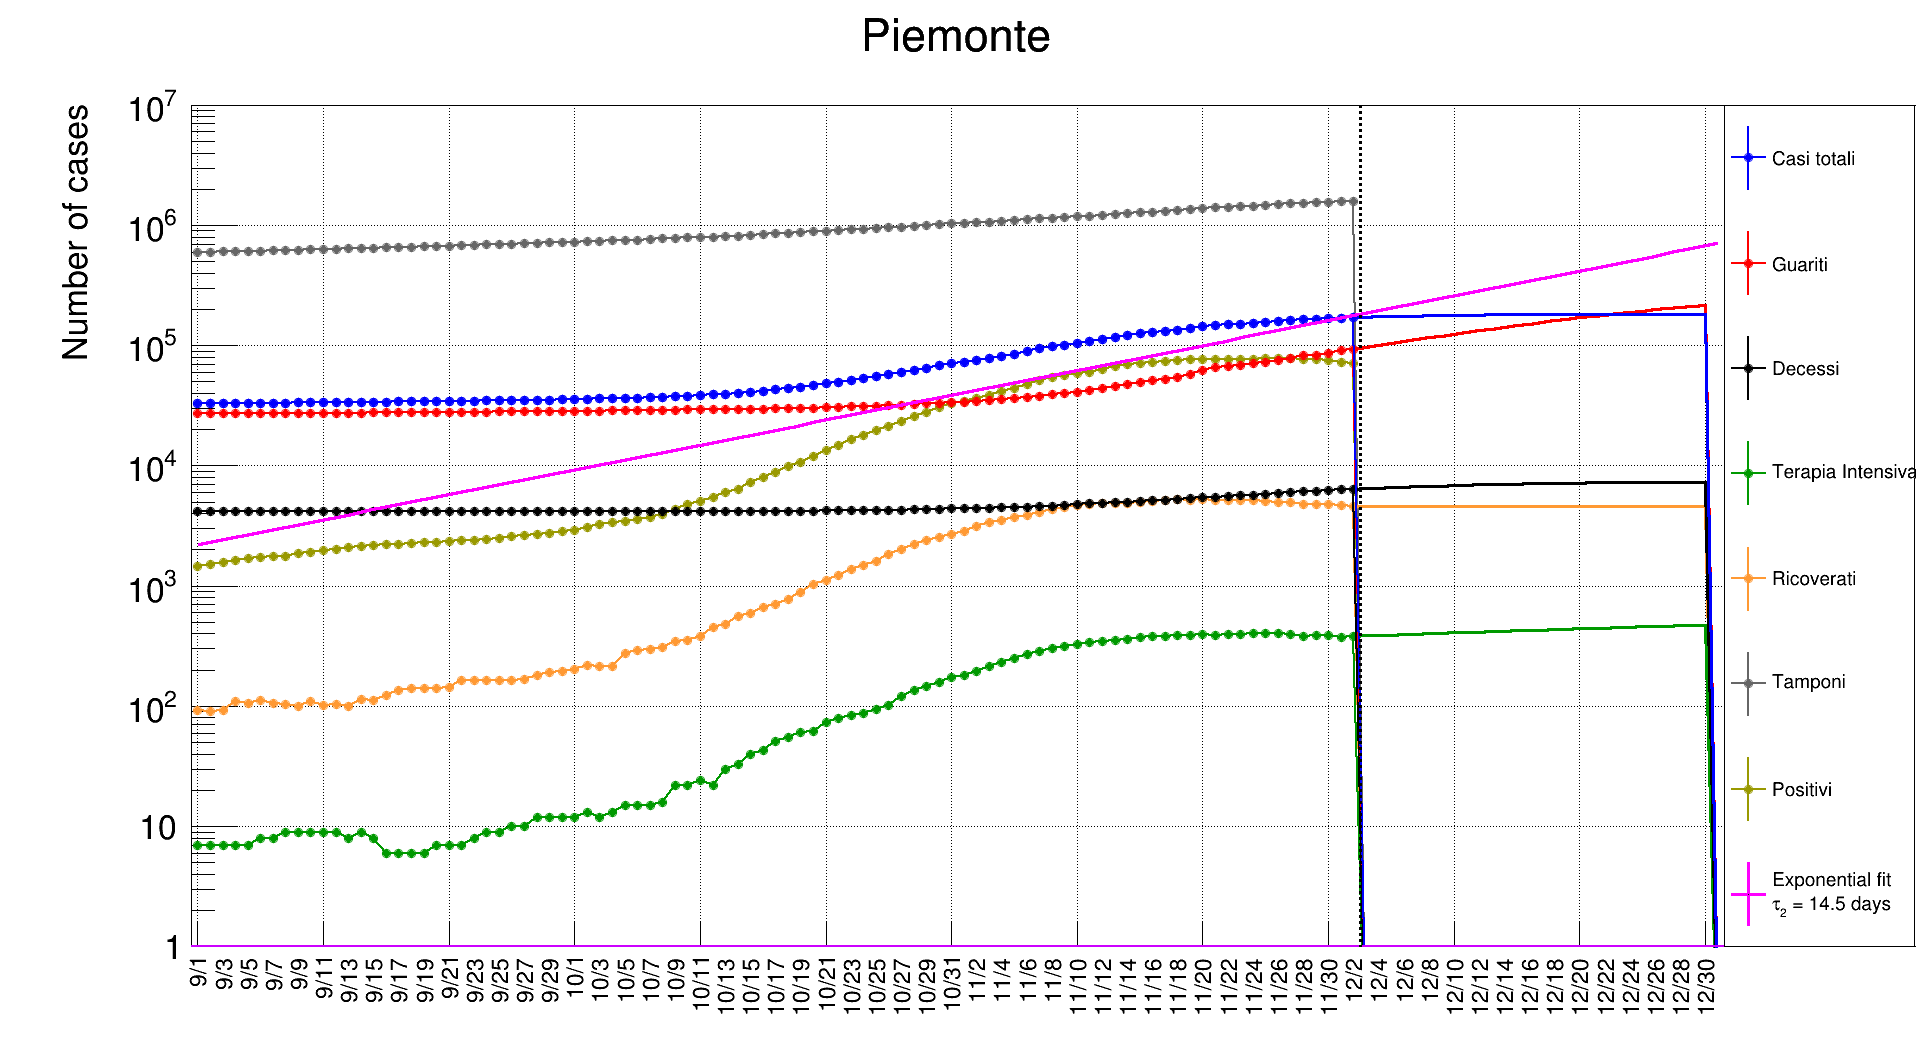 Piemonte
Number of cases
10^7
10^6
10^5
10^4
10^3
10^2
10
1
9/1 9/3 9/5 9/7 9/9 9/11 9/13 9/15 9/17 9/19 9/21 9/23 9/25 9/27 9/29 10/1 10/3 10/5 10/7 10/9 10/11 10/13 10/15 10/17 10/19 10/21 10/23 10/25 10/27 10/29 10/31 11/2 11/4 11/6 11/8 11/10 11/12 11/14 11/16 11/18 11/20 11/22 11/24 11/26 11/28 11/30 12/2 12/4 12/6 12/8 12/10 12/12 12/14 12/16 12/18 12/20 12/22 12/24 12/26 12/28 12/30
Casi totali
Guariti
Decessi
Terapia Intensiva
Ricoverati
Tamponi
Positivi
Exponential fit
τ₂ = 14.5 days